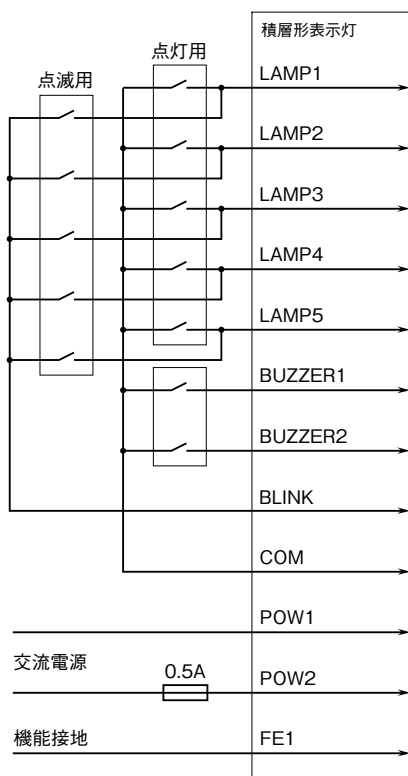 積層形表示灯
点灯用
点滅用
LAMP1
LAMP2
LAMP3
LAMP4
LAMP5
BUZZER1
BUZZER2
BLINK
COM
POW1
交流電源
0.5A
POW2
機能接地
FE1